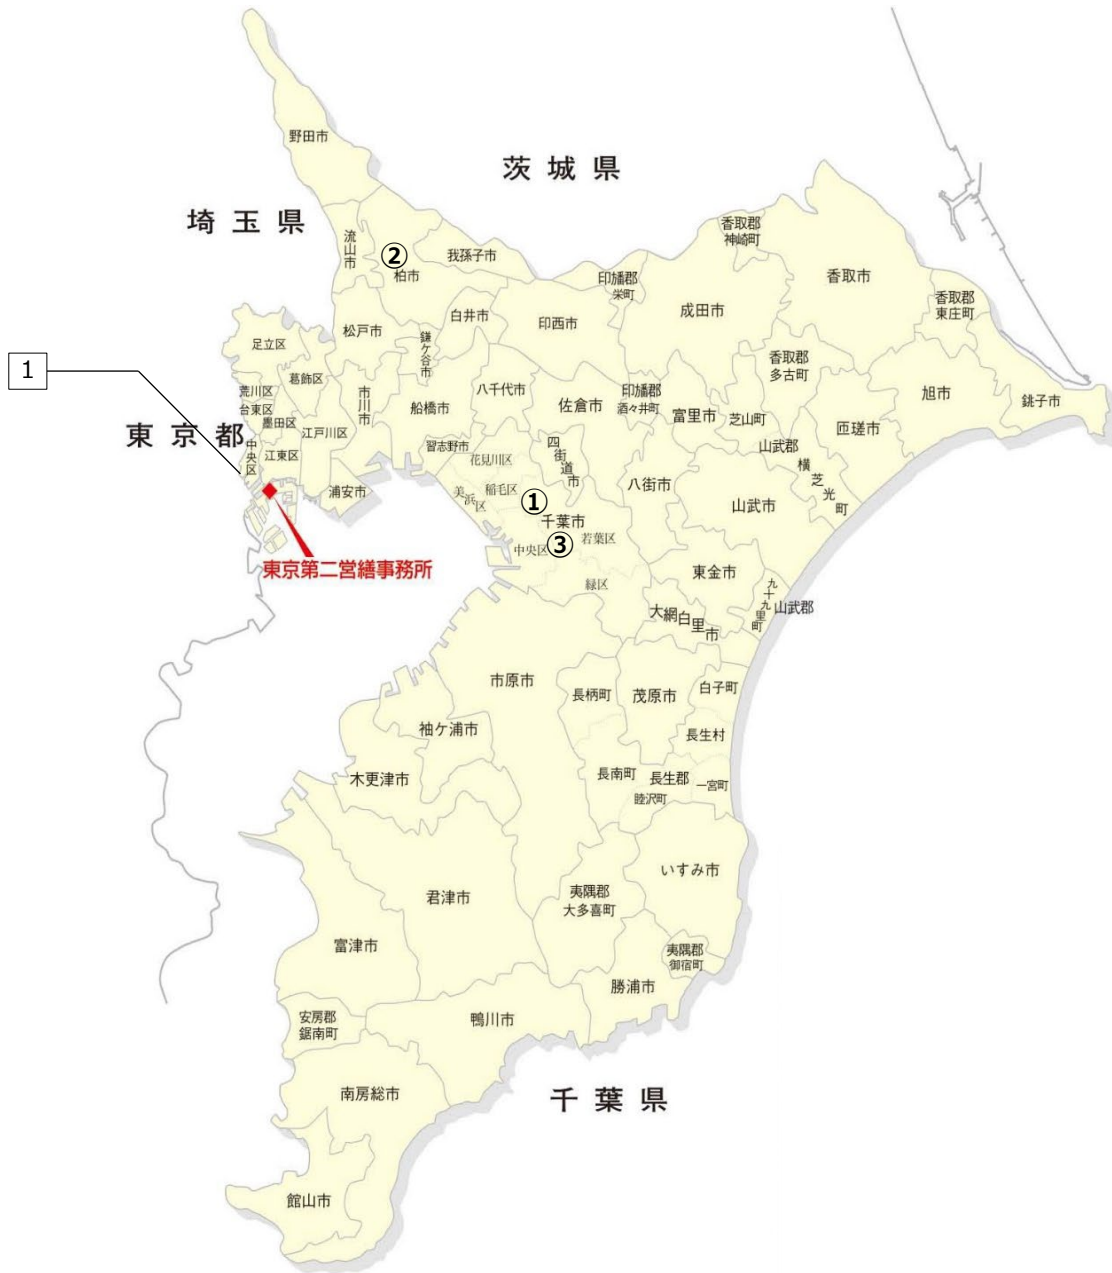 野田市
茨城県
埼玉県
流山市
②
柏市
我孫子市
香取郡
神崎町
香取市
印旛郡
栄町
成田市
香取郡
東庄町
白井市
印西市
松戸市
鎌ケ谷市
足立区
香取郡
多古町
1
葛飾区
荒川区
市川市
船橋市
八千代市
佐倉市
印旛郡
酒々井町
富里市
芝山町
旭市
銚子市
台東区
墨田区
東京都
江戸川区
匝瑳市
中央区
江東区
習志野市
花見川区
四街道市
山武郡
横芝光町
浦安市
美浜区
稲毛区
①
八街市
山武市
千葉市
中央区
③
若葉区
東京第二営繕事務所
緑区
東金市
九十九里町
山武郡
大網白里市
市原市
長柄町
茂原市
白子町
袖ケ浦市
長生村
木更津市
長南町
長生郡
睦沢町
一宮町
いすみ市
君津市
夷隅郡
大多喜町
富津市
夷隅郡
御宿町
勝浦市
安房郡
鋸南町
鴨川市
南房総市
千葉県
館山市